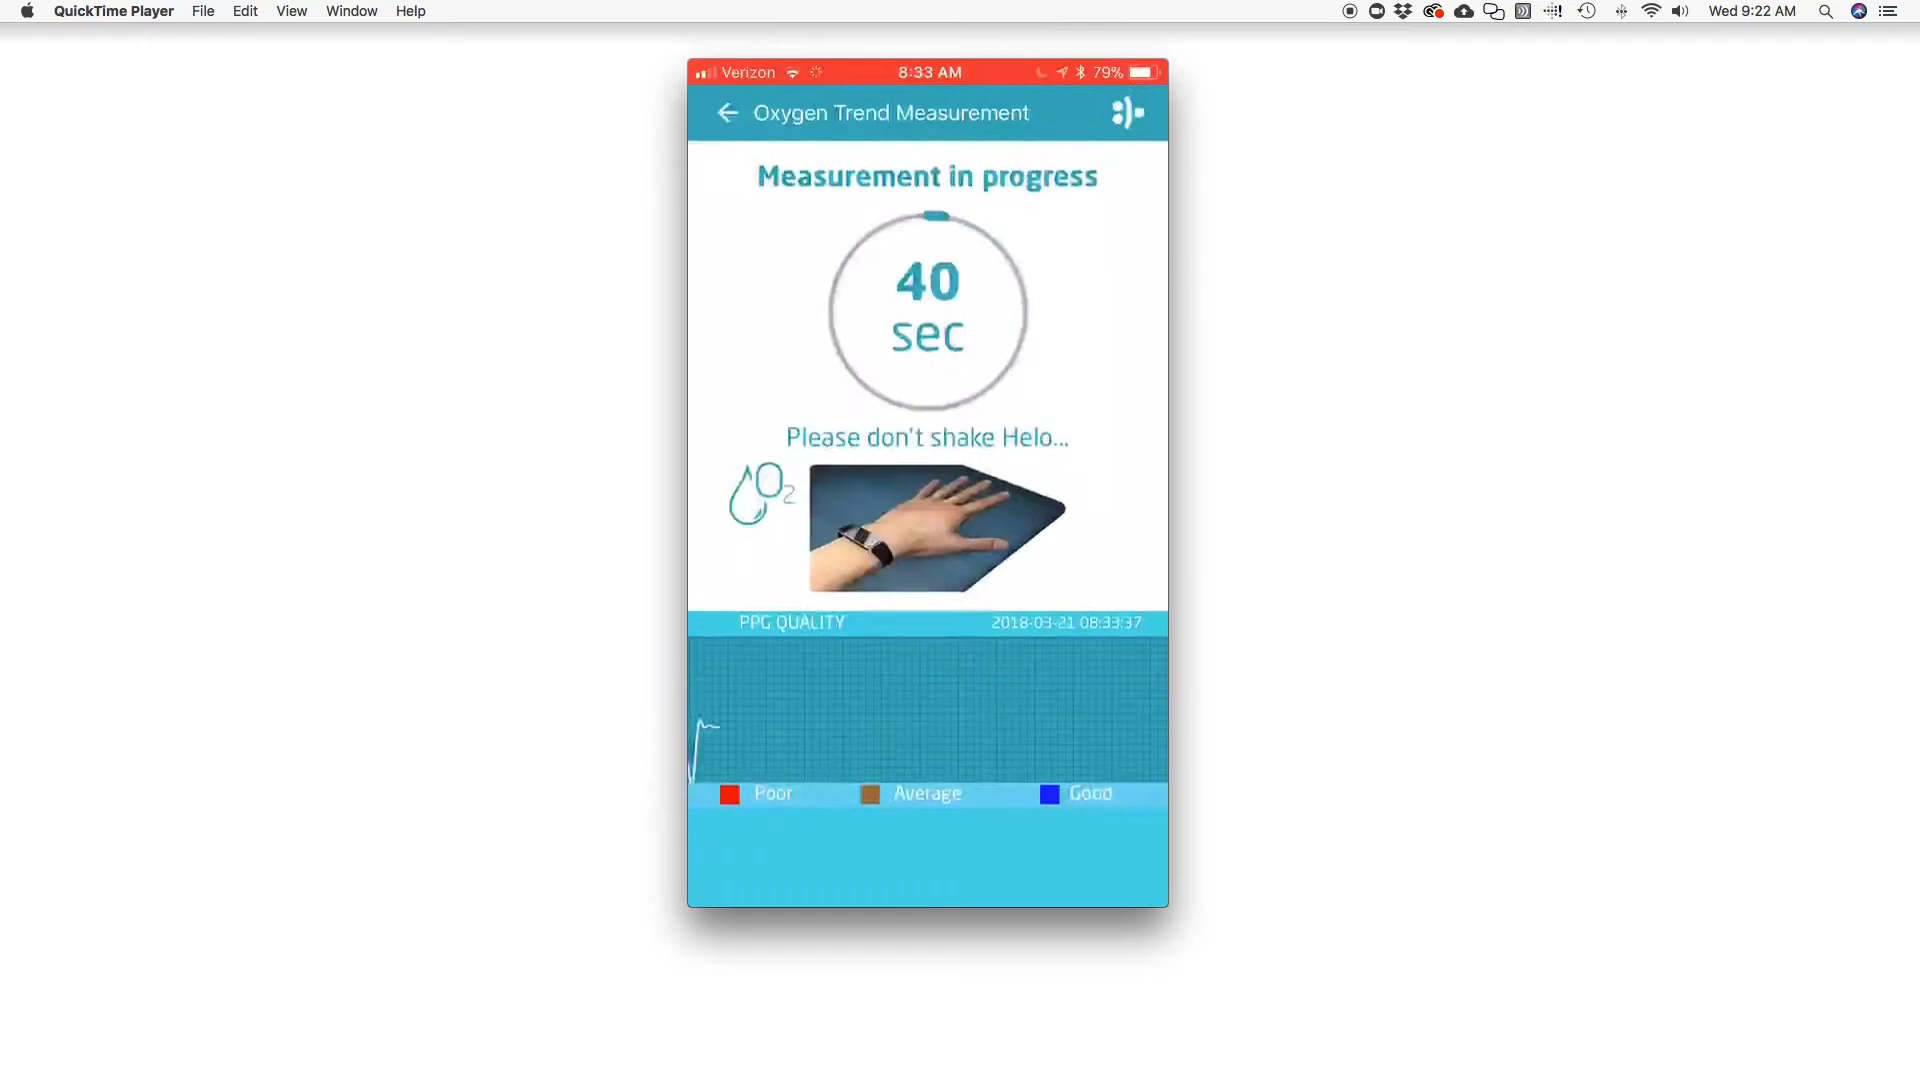 QuickTime Player File Edit View Window Help Wed 9:22 AM
Verizon 8:33 AM 79%
Oxygen Trend Measurement
Measurement in progress
40
sec
Please don't shake Helo...
O2
PPG QUALITY 2018-03-21 08:33:37
Poor Average Good